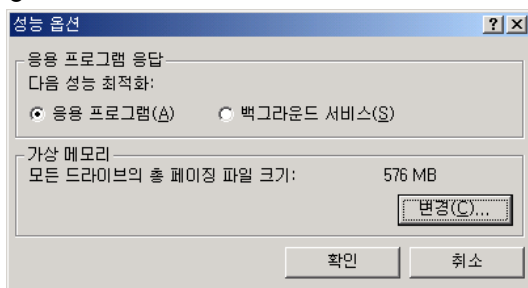 성능 옵션
응용 프로그램 응답
다음 성능 최적화:
응용 프로그램(A) 백그라운드 서비스(S)
가상 메모리
모든 드라이브의 총 페이징 파일 크기: 576 MB
변경(C)...
확인 취소